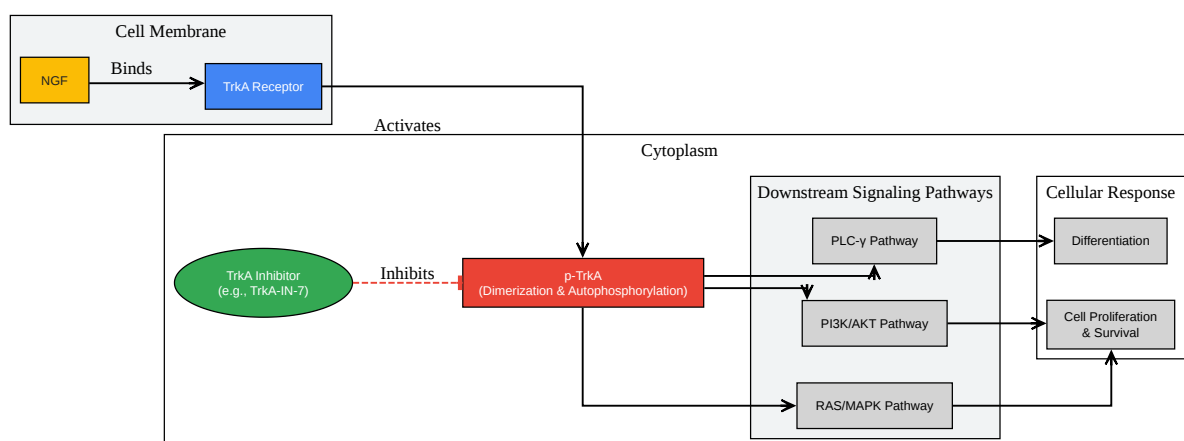 Cell Membrane
NGF
Binds
TrkA Receptor
Activates
Cytoplasm
Downstream Signaling Pathways
Cellular Response
PLC-γ Pathway
Differentiation
TrkA Inhibitor
(e.g., TrkA-IN-7)
Inhibits
p-TrkA
(Dimerization & Autophosphorylation)
PI3K/AKT Pathway
Cell Proliferation
& Survival
RAS/MAPK Pathway